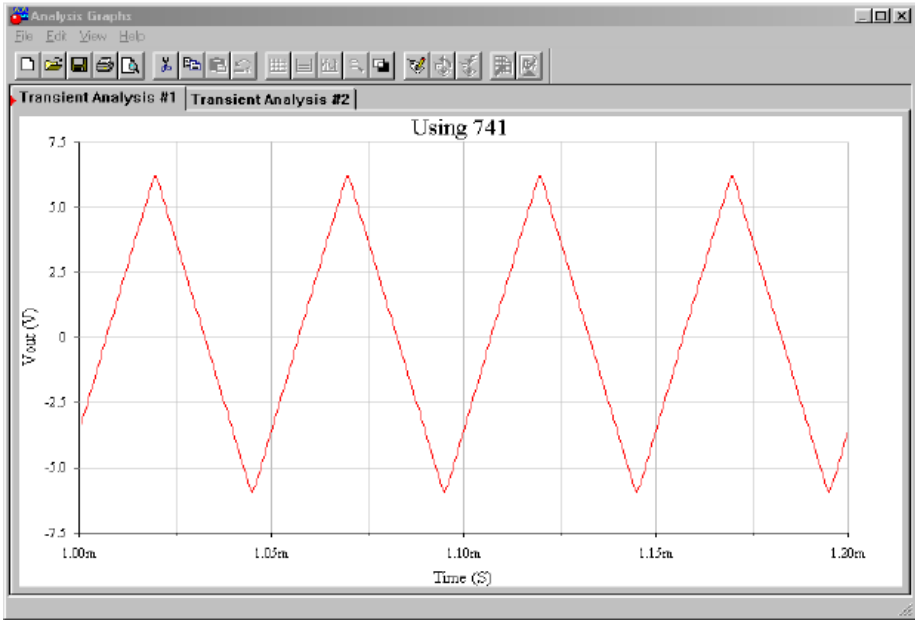 Analysis Graphs
File Edit View Help
Transient Analysis #1 Transient Analysis #2
Using 741
7.5
5.0
2.5
0
-2.5
-5.0
-7.5
Vout (V)
1.00m 1.05m 1.10m 1.15m 1.20m
Time (S)